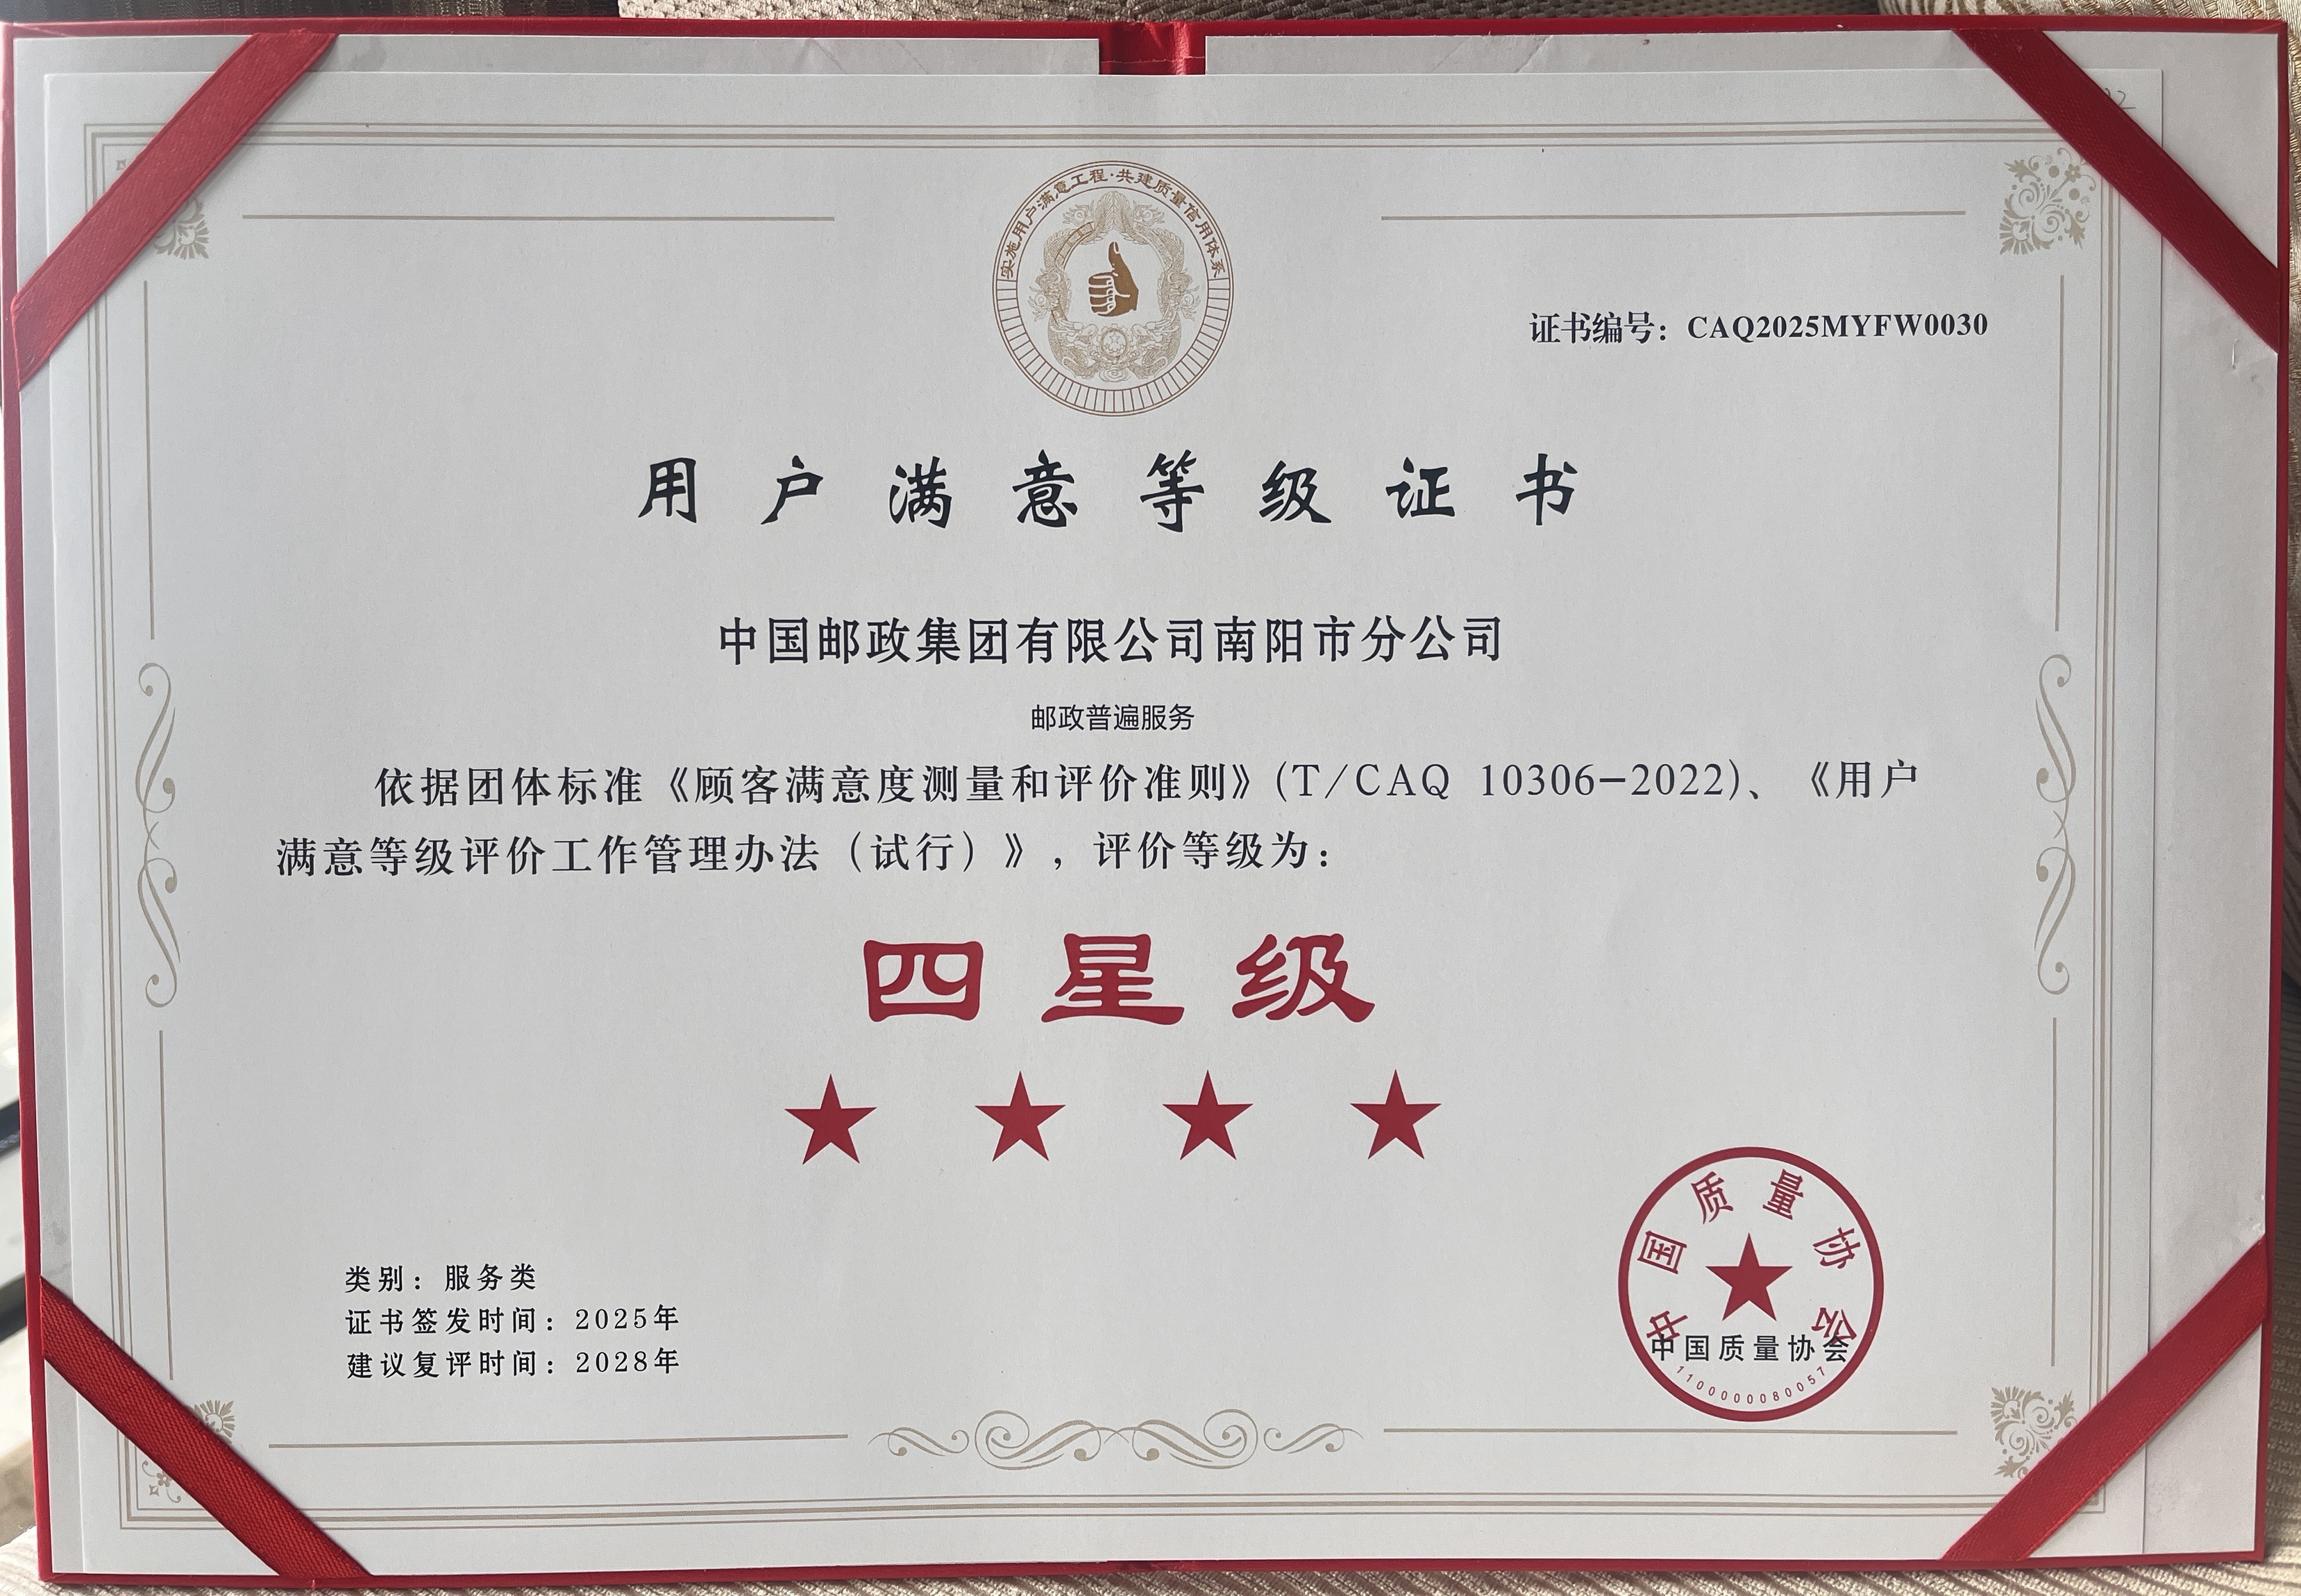 实施用户满意工程·共建质量信用体系
证书编号：CAQ2025MYFW0030
用户满意等级证书
中国邮政集团有限公司南阳市分公司
邮政普遍服务
依据团体标准《顾客满意度测量和评价准则》(T/CAQ 10306-2022)、《用户
满意等级评价工作管理办法（试行）》，评价等级为：
四星级
类别：服务类
证书签发时间：2025年
建议复评时间：2028年
中国质量协会
中国质量协会
1100000080057